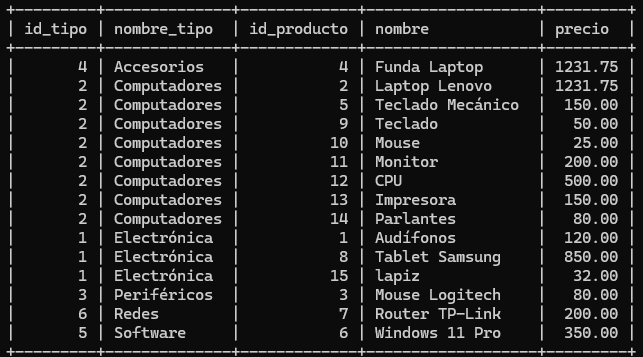 +---------+--------------+-------------+------------------+---------+
| id_tipo | nombre_tipo | id_producto | nombre | precio |
+---------+--------------+-------------+------------------+---------+
| 4 | Accesorios | 4 | Funda Laptop | 1231.75 |
| 2 | Computadores | 2 | Laptop Lenovo | 1231.75 |
| 2 | Computadores | 5 | Teclado Mecánico | 150.00 |
| 2 | Computadores | 9 | Teclado | 50.00 |
| 2 | Computadores | 10 | Mouse | 25.00 |
| 2 | Computadores | 11 | Monitor | 200.00 |
| 2 | Computadores | 12 | CPU | 500.00 |
| 2 | Computadores | 13 | Impresora | 150.00 |
| 2 | Computadores | 14 | Parlantes | 80.00 |
| 1 | Electrónica | 1 | Audífonos | 120.00 |
| 1 | Electrónica | 8 | Tablet Samsung | 850.00 |
| 1 | Electrónica | 15 | lapiz | 32.00 |
| 3 | Periféricos | 3 | Mouse Logitech | 80.00 |
| 6 | Redes | 7 | Router TP-Link | 200.00 |
| 5 | Software | 6 | Windows 11 Pro | 350.00 |
+---------+--------------+-------------+------------------+---------+